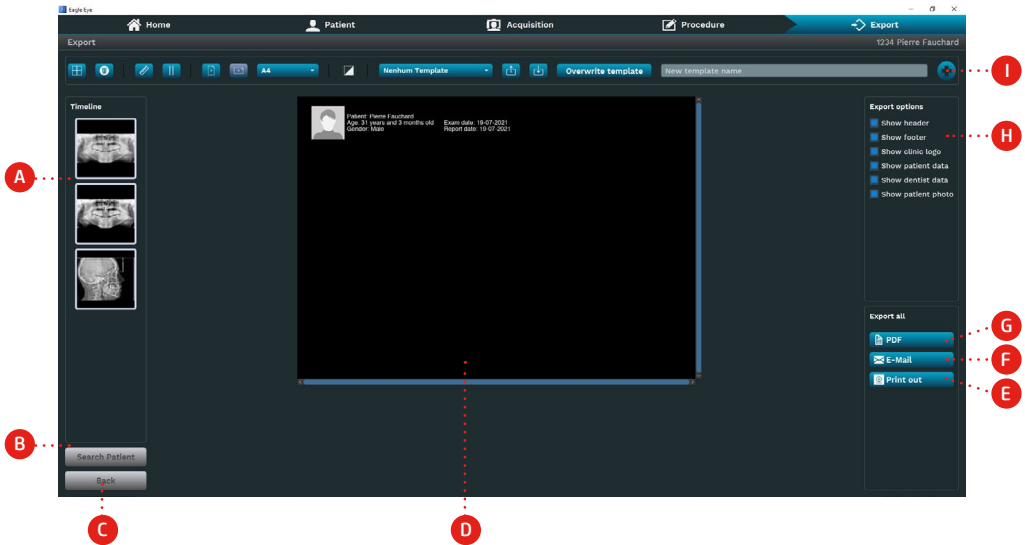 Eagle Eye
Home
Patient
Acquisition
Procedure
Export
Export
1234 Pierre Fauchard
A4
Nenhum Template
Overwrite template
New template name
I
Timeline
Patient: Pierre Fauchard
Age: 31 years and 3 months old Exam date: 19-07-2021
Gender: Male Report date: 19-07-2021
Export options
Show header
Show footer
Show clinic logo
Show patient data
Show dentist data
Show patient photo
H
A
Export all
PDF
G
E-Mail
F
Print out
E
B
Search Patient
Back
C
D